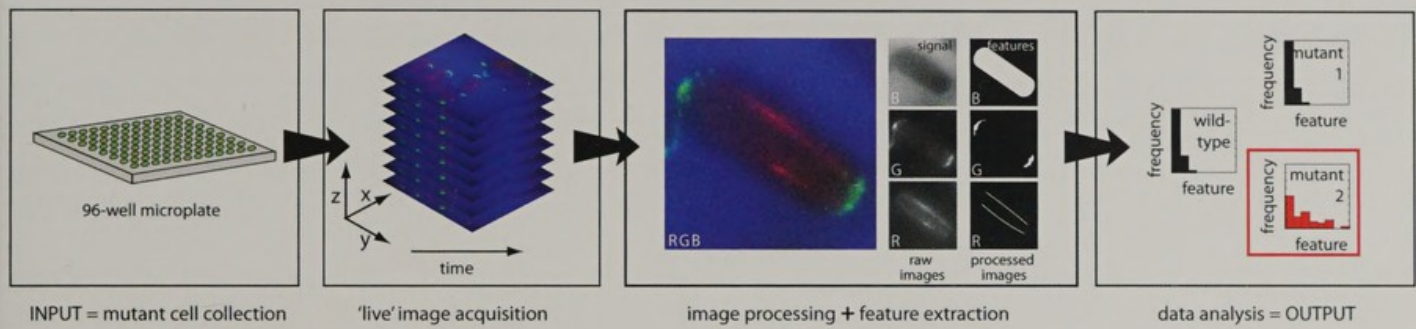 96-well microplate
INPUT = mutant cell collection
z
x
y
time
'live' image acquisition
RGB
signal
features
B
B
G
G
R
R
raw
images
processed
images
image processing + feature extraction
frequency
wild-
type
feature
frequency
mutant
1
feature
frequency
mutant
2
feature
data analysis = OUTPUT